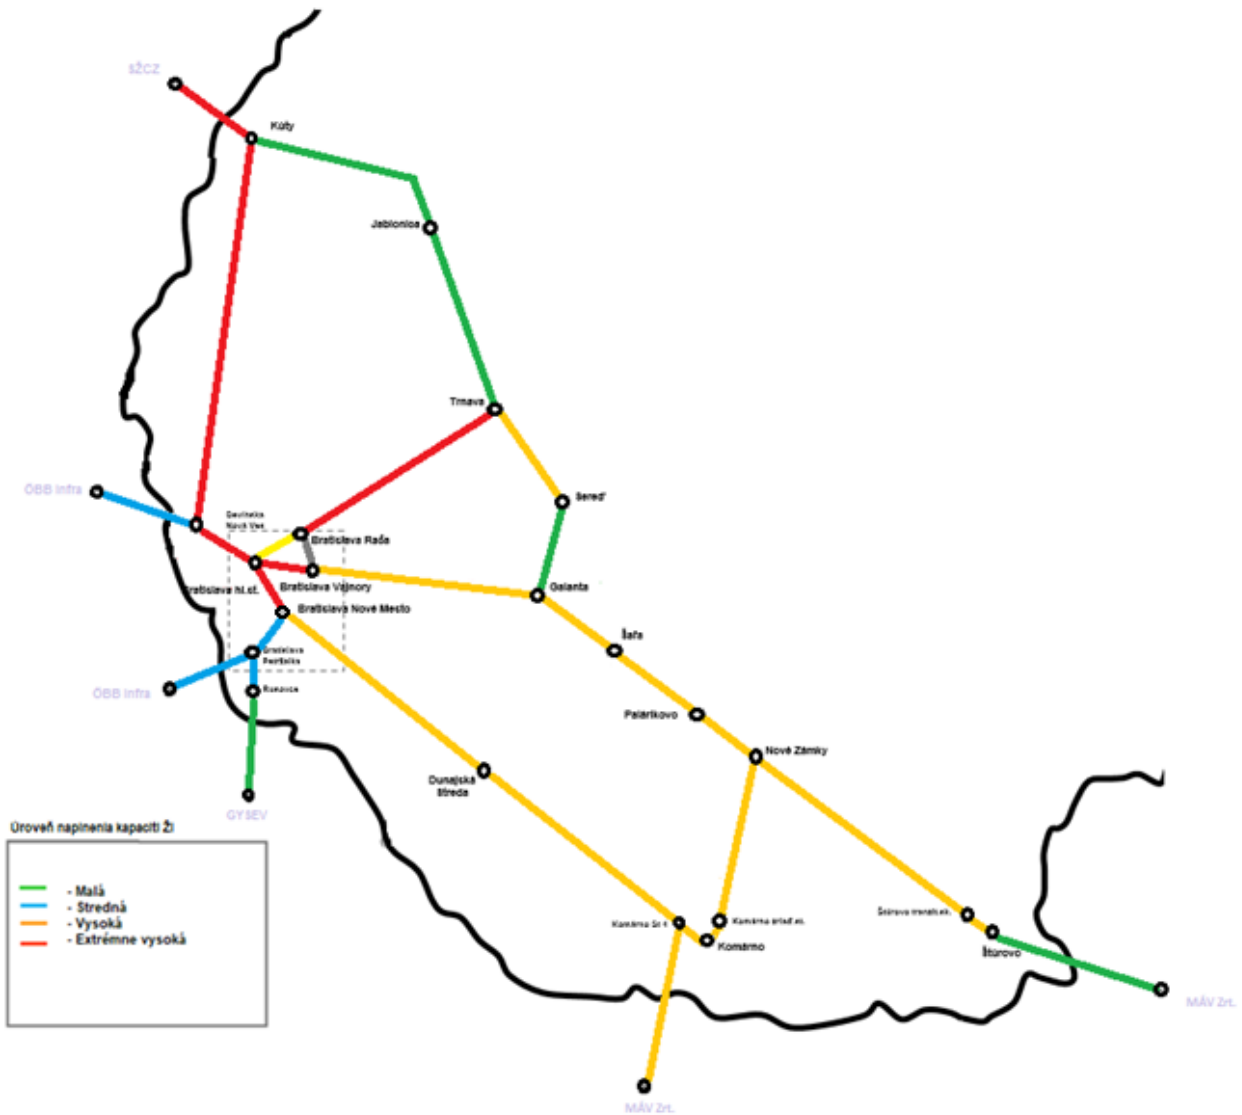 SŽCZ
Kúty
Jablonica
Trnava
Sereď
ÖBB Infra
Devínska
Nová Ves
Bratislava Rača
Bratislava hl.st.
Bratislava Vajnory
Galanta
Bratislava Nové Mesto
Šaľa
Bratislava
Petržalka
ÖBB Infra
Rusovce
Palárikovo
Nové Zámky
Dunajská
Streda
GYSEV
Úroveň naplnenia kapacití ŽI
- Malá
- Stredná
- Vysoká
- Extrémne vysoká
Komárno
Štúrovo
MÁV Zrt.
MÁV Zrt.